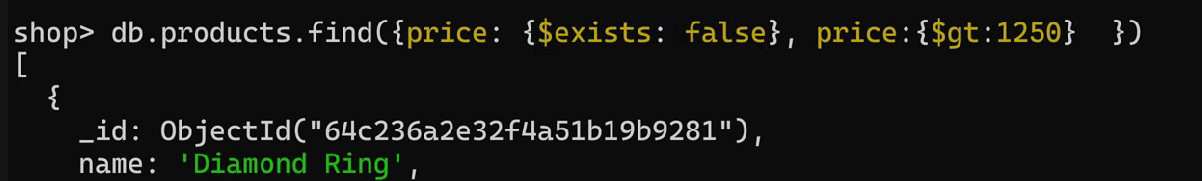 shop> db.products.find({price: {$exists: false}, price:{$gt:1250}  })
[
  {
    _id: ObjectId("64c236a2e32f4a51b19b9281"),
    name: 'Diamond Ring',